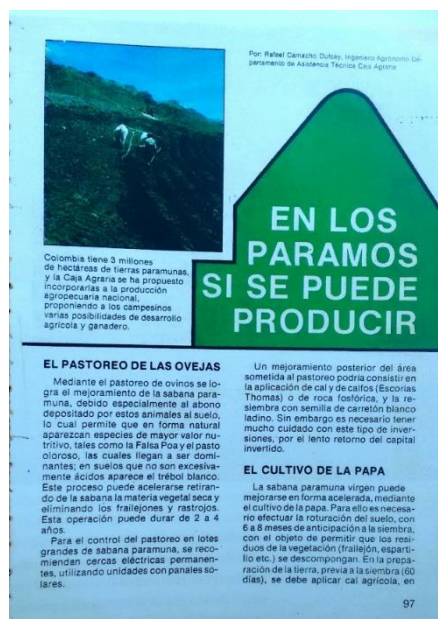 Por: Rafael Camacho Dutsey, Ingeniero Agrónomo De-
partamento de Asistencia Técnica Caja Agraria
EN LOS
PARAMOS
SI SE PUEDE
PRODUCIR
Colombia tiene 3 millones
de hectáreas de tierras paramunas,
y la Caja Agraria se ha propuesto
incorporarlas a la producción
agropecuaria nacional,
proponiendo a los campesinos
varias posibilidades de desarrollo
agrícola y ganadero.
EL PASTOREO DE LAS OVEJAS
Mediante el pastoreo de ovinos se lo-
gra el mejoramiento de la sabana para-
muna, debido especialmente al abono
depositado por estos animales al suelo,
lo cual permite que en forma natural
aparezcan especies de mayor valor nu-
tritivo, tales como la Falsa Poa y el pasto
oloroso, las cuales llegan a ser domi-
nantes; en suelos que no son excesiva-
mente ácidos aparece el trébol blanco.
Este proceso puede acelerarse retiran-
do de la sabana la materia vegetal seca y
eliminando los frailejones y rastrojos.
Esta operación puede durar de 2 a 4
años.
Para el control del pastoreo en lotes
grandes de sabana paramuna, se reco-
miendan cercas eléctricas permanen-
tes, utilizando unidades con panales so-
lares.
Un mejoramiento posterior del área
sometida al pastoreo podría consistir en
la aplicación de cal y de calfos (Escorias
Thomas) o de roca fosfórica, y la re-
siembra con semilla de carretón blanco
ladino. Sin embargo es necesario tener
mucho cuidado con este tipo de inver-
siones, por el lento retorno del capital
invertido.
EL CULTIVO DE LA PAPA
La sabana paramuna virgen puede
mejorarse en forma acelerada, mediante
el cultivo de la papa. Para ello es necesa-
rio efectuar la roturación del suelo, con
6 a 8 meses de anticipación a la siembra,
con el objeto de permitir que los resi-
duos de la vegetación (frailejón, esparti-
llo etc.) se descompongan. En la prepa-
ración de la tierra, previa a la siembra (60
días), se debe aplicar cal agrícola, en
97